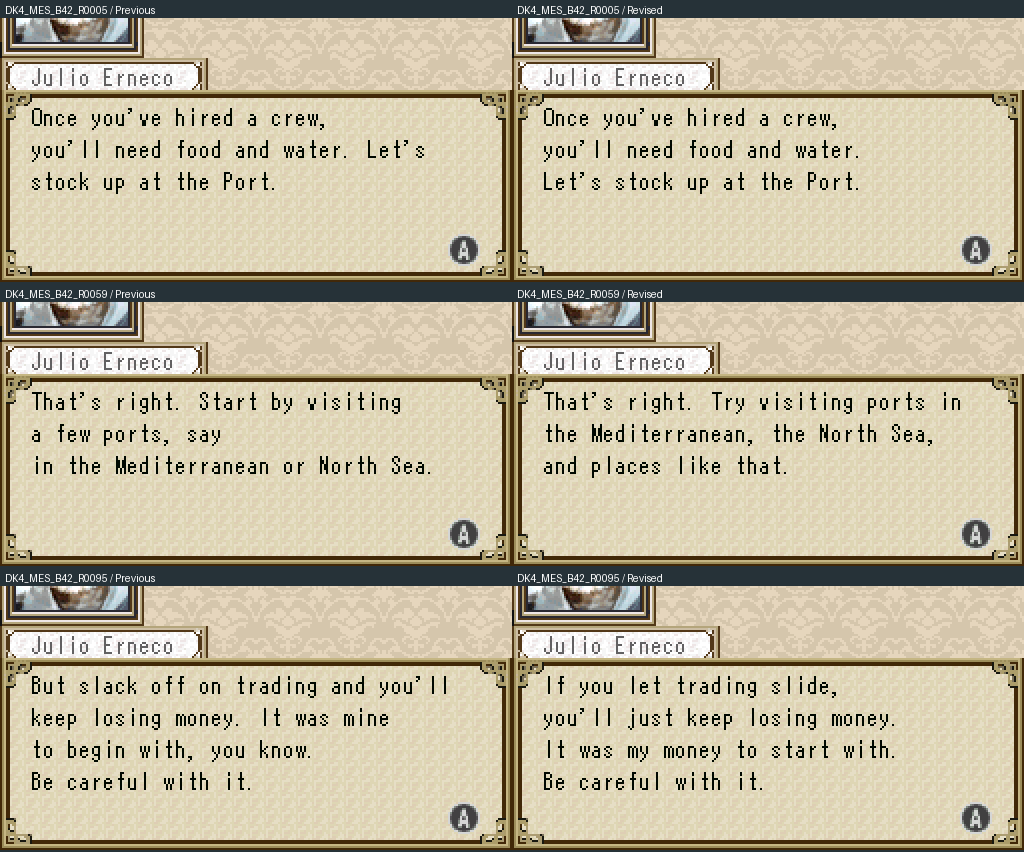 DK4_MES_B42_R0005 / Previous
Julio Erneco
Once you've hired a crew,
you'll need food and water. Let's
stock up at the Port.
A
DK4_MES_B42_R0005 / Revised
Julio Erneco
Once you've hired a crew,
you'll need food and water.
Let's stock up at the Port.
A
DK4_MES_B42_R0059 / Previous
Julio Erneco
That's right. Start by visiting
a few ports, say
in the Mediterranean or North Sea.
A
DK4_MES_B42_R0059 / Revised
Julio Erneco
That's right. Try visiting ports in
the Mediterranean, the North Sea,
and places like that.
A
DK4_MES_B42_R0095 / Previous
Julio Erneco
But slack off on trading and you'll
keep losing money. It was mine
to begin with, you know.
Be careful with it.
A
DK4_MES_B42_R0095 / Revised
Julio Erneco
If you let trading slide,
you'll just keep losing money.
It was my money to start with.
Be careful with it.
A